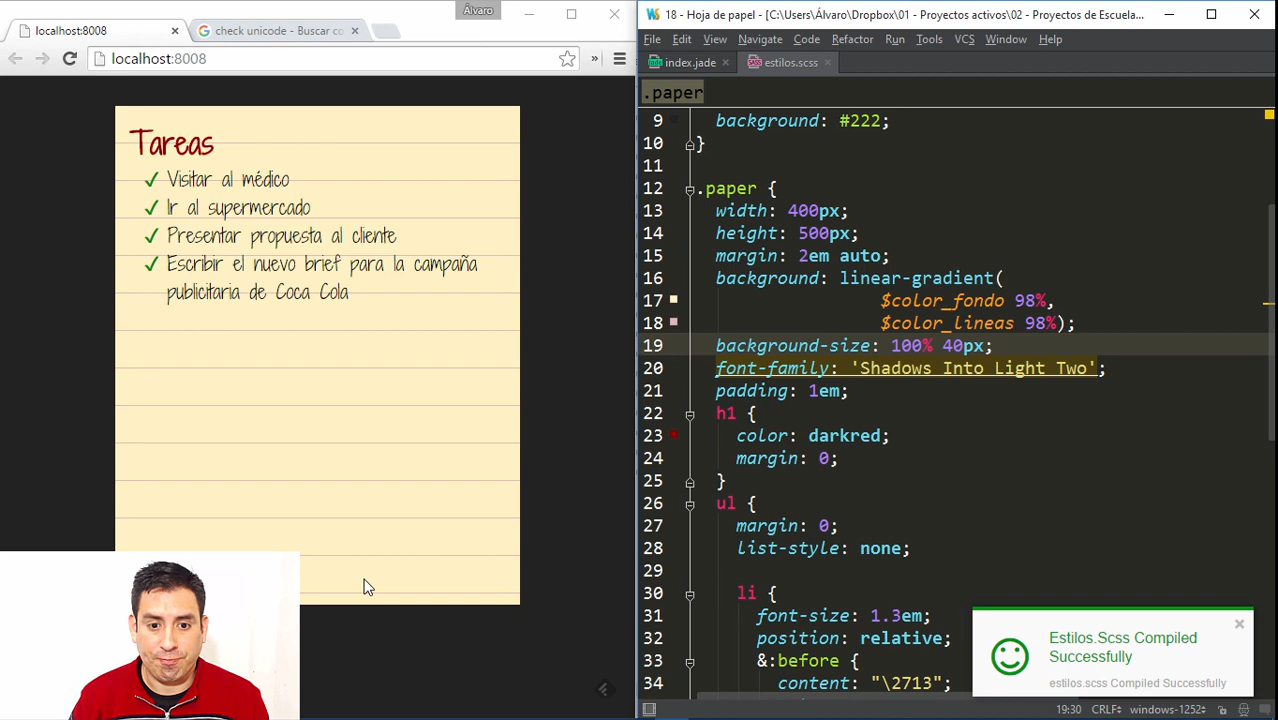 Álvaro
localhost:8008
check unicode - Buscar co
localhost:8008
»
Tareas
✓ Visitar al médico
✓ Ir al supermercado
✓ Presentar propuesta al cliente
✓ Escribir el nuevo brief para la campaña
publicitaria de Coca Cola
18 - Hoja de papel - [C:\Users\Álvaro\Dropbox\01 - Proyectos activos\02 - Proyectos de Escuela...
File Edit View Navigate Code Refactor Run Tools VCS Window Help
index.jade
estilos.scss
.paper
9 background: #222;
10 }
11
12 .paper {
13 width: 400px;
14 height: 500px;
15 margin: 2em auto;
16 background: linear-gradient(
17 $color_fondo 98%,
18 $color_lineas 98%);
19 background-size: 100% 40px;
20 font-family: 'Shadows Into Light Two';
21 padding: 1em;
22 h1 {
23 color: darkred;
24 margin: 0;
25 }
26 ul {
27 margin: 0;
28 list-style: none;
29
30 li {
31 font-size: 1.3em;
32 position: relative;
33 &:before {
34 content: "\2713";
Estilos.Scss Compiled
Successfully
estilos.scss Compiled Successfully
19:30 CRLF÷ windows-1252÷